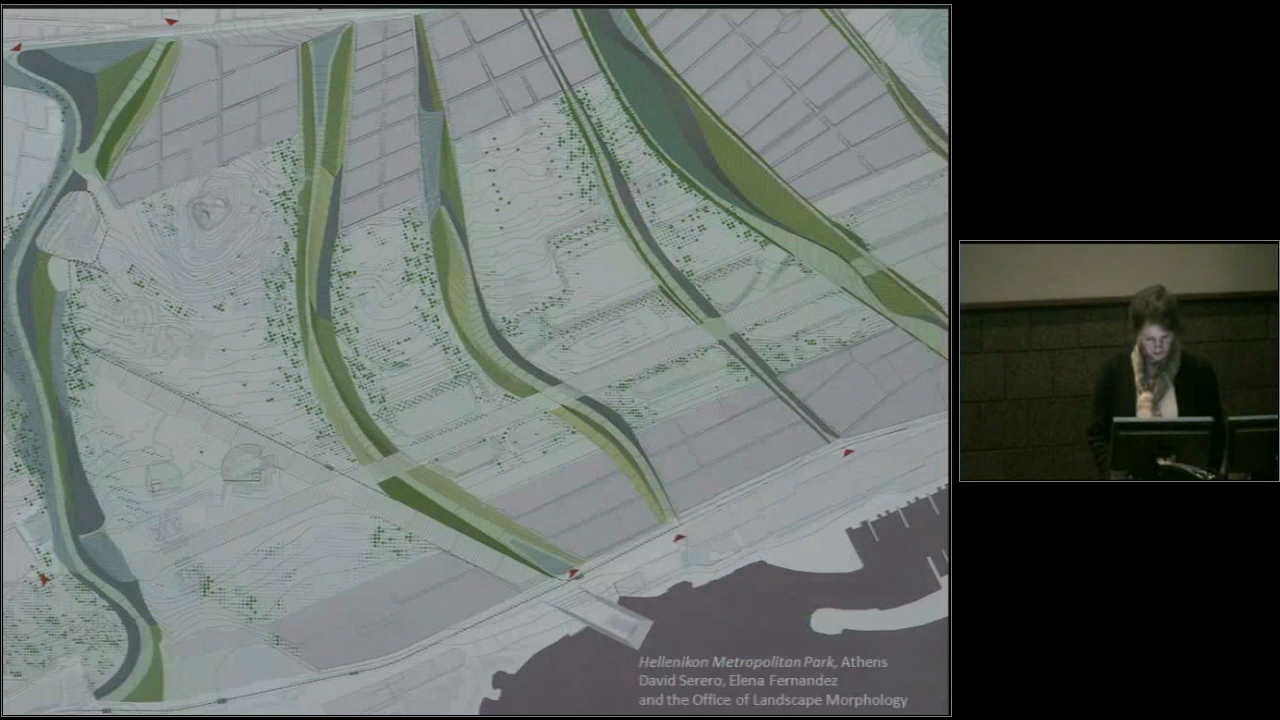 Hellenikon Metropolitan Park, Athens
David Serero, Elena Fernandez
and the Office of Landscape Morphology